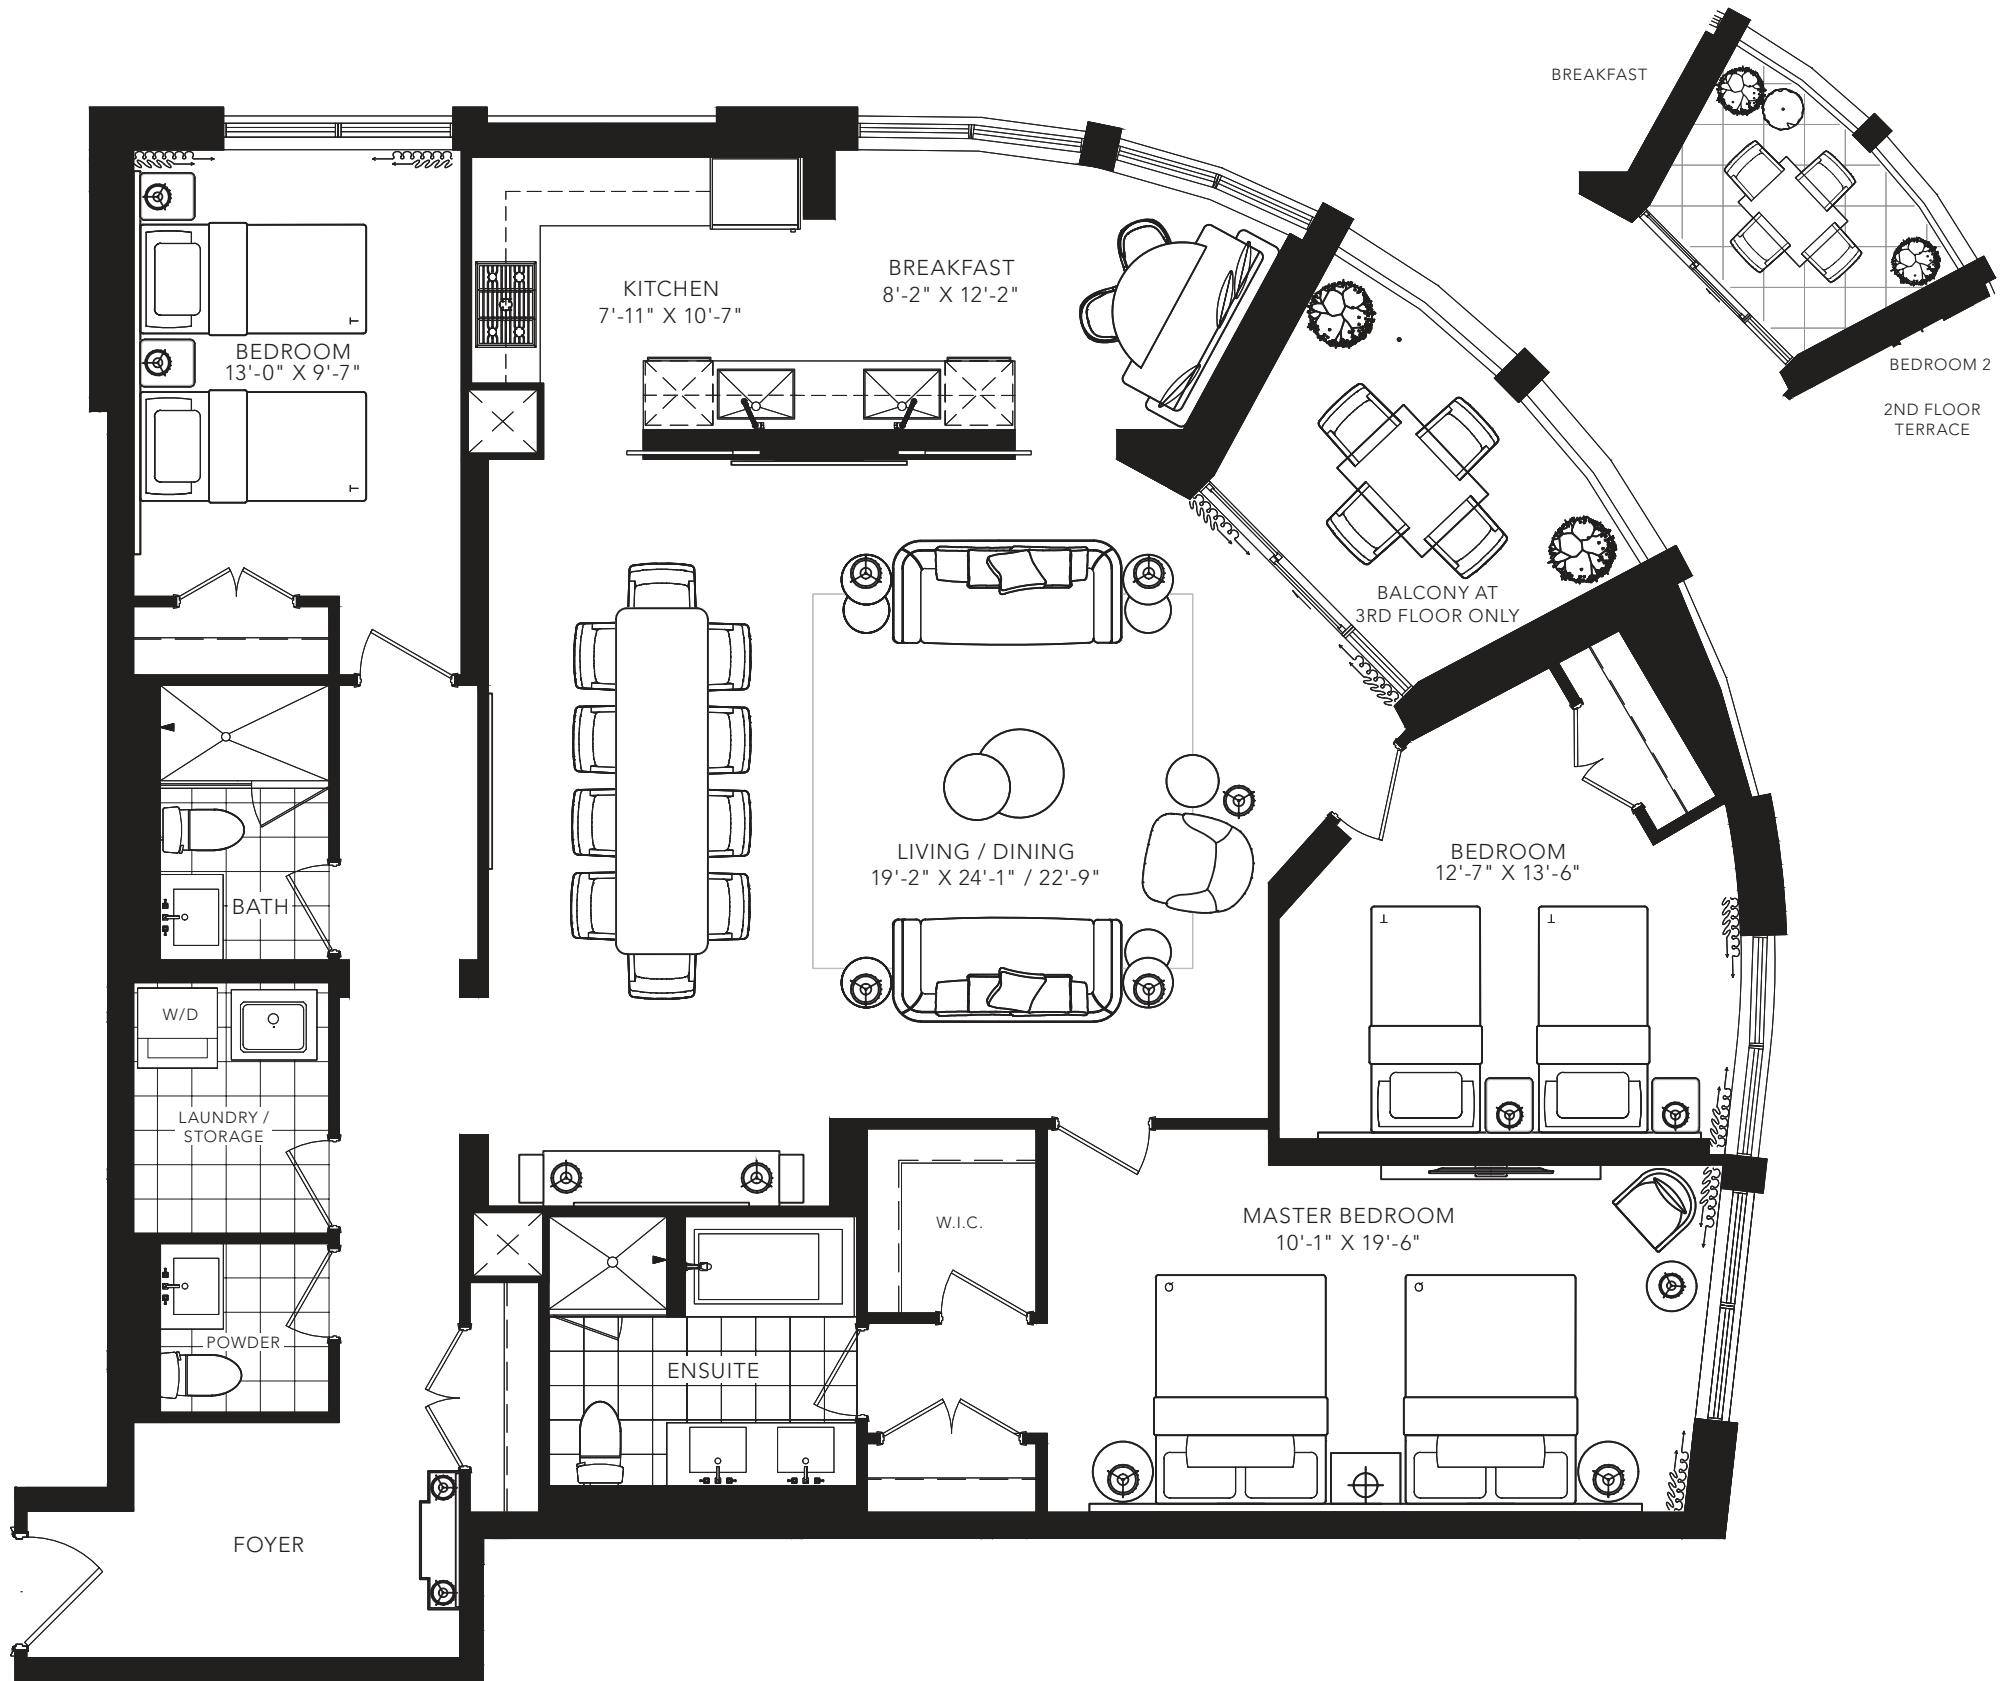 BREAKFAST
BEDROOM 2
2ND FLOOR
TERRACE
KITCHEN
7'-11" X 10'-7"
BREAKFAST
8'-2" X 12'-2"
BEDROOM
13'-0" X 9'-7"
BALCONY AT
3RD FLOOR ONLY
LIVING / DINING
19'-2" X 24'-1" / 22'-9"
BEDROOM
12'-7" X 13'-6"
BATH
W/D
LAUNDRY /
STORAGE
W.I.C.
MASTER BEDROOM
10'-1" X 19'-6"
POWDER
ENSUITE
FOYER